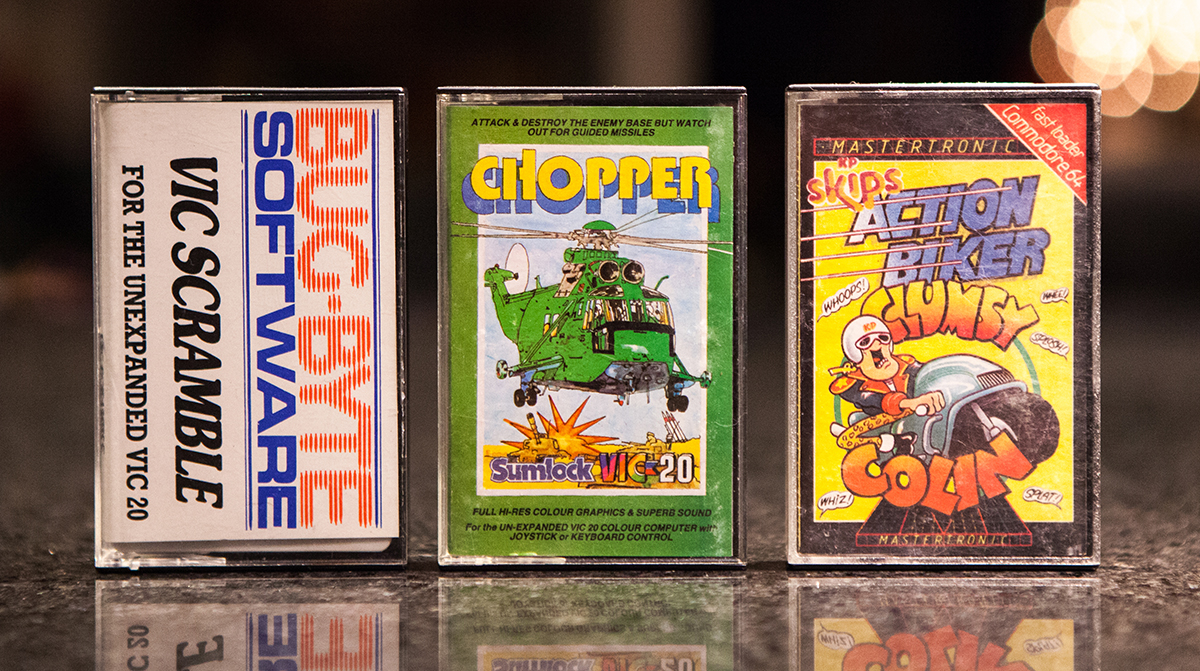 BUG-BYTE
SOFTWARE
VIC SCRAMBLE
FOR THE UNEXPANDED VIC 20
ATTACK & DESTROY THE ENEMY BASE BUT WATCH
OUT FOR GUIDED MISSILES
CHOPPER
Sumlock VIC-20
FULL HI-RES COLOUR GRAPHICS & SUPERB SOUND
For the UN-EXPANDED VIC 20 COLOUR COMPUTER with
JOYSTICK or KEYBOARD CONTROL
fast loader
Commodore 64
MASTERTRONIC
KP
skips
ACTION
BIKER
WHOOPS!
CLUMSY
WHEE!
KP
COLIN
WHIZ!
SPLAT!
MASTERTRONIC